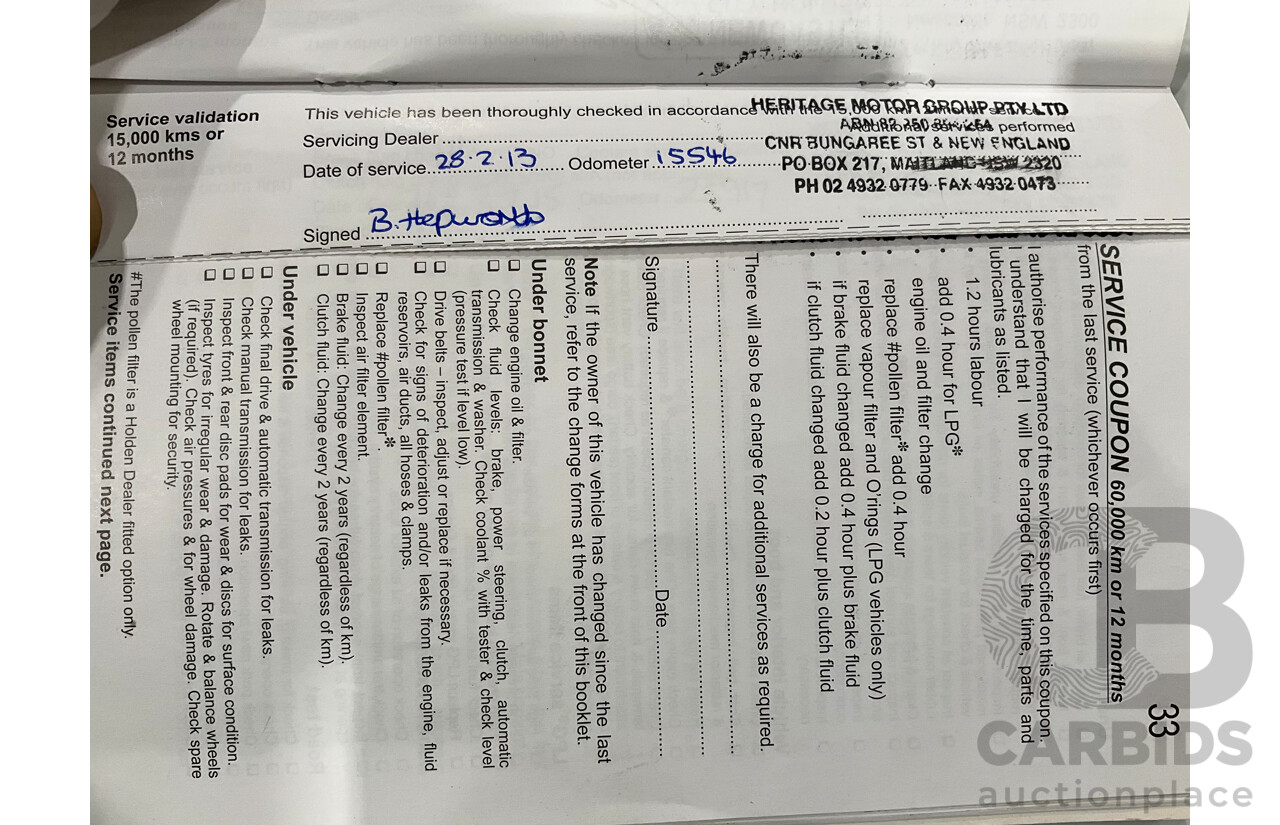 Service validation
15,000 kms or
12 months
This vehicle has been thoroughly checked in accordance with the 15,000
Servicing Dealer
Date of service 28.2.13 Odometer 15546
Signed B. Hepworth
Additional services performed
HERITAGE MOTOR GROUP PTY LTD
ABN 82 250
CNR BUNGAREE ST & NEW ENGLAND
PO BOX 217, MAITLAND NSW 2320
PH 02 4932 0779 FAX 4932 0473
33
SERVICE COUPON 60,000 km or 12 months
from the last service (whichever occurs first)
I authorise performance of the services specified on this coupon.
I understand that I will be charged for the time, parts and
lubricants as listed.
• 1.2 hours labour
• add 0.4 hour for LPG*
• engine oil and filter change
• replace #pollen filter* add 0.4 hour
• replace vapour filter and O'rings (LPG vehicles only)
• if brake fluid changed add 0.4 hour plus brake fluid
• if clutch fluid changed add 0.2 hour plus clutch fluid
There will also be a charge for additional services as required.
Signature Date
Note If the owner of this vehicle has changed since the last
service, refer to the change forms at the front of this booklet.
Under bonnet
❑ Change engine oil & filter.
❑ Check fluid levels: brake, power steering, clutch, automatic
transmission & washer. Check coolant % with tester & check level
(pressure test if level low).
❑ Drive belts – inspect, adjust or replace if necessary.
❑ Check for signs of deterioration and/or leaks from the engine, fluid
reservoirs, air ducts, all hoses & clamps.
❑ Replace #pollen filter*.
❑ Inspect air filter element.
❑ Brake fluid: Change every 2 years (regardless of km).
❑ Clutch fluid: Change every 2 years (regardless of km).
Under vehicle
❑ Check final drive & automatic transmission for leaks.
❑ Check manual transmission for leaks.
❑ Inspect front & rear disc pads for wear & discs for surface condition.
❑ Inspect tyres for irregular wear & damage. Rotate & balance wheels
(if required). Check air pressures & for wheel damage. Check spare
wheel mounting for security.
#The pollen filter is a Holden Dealer fitted option only.
Service items continued next page.
CARBIDS
auctionplace